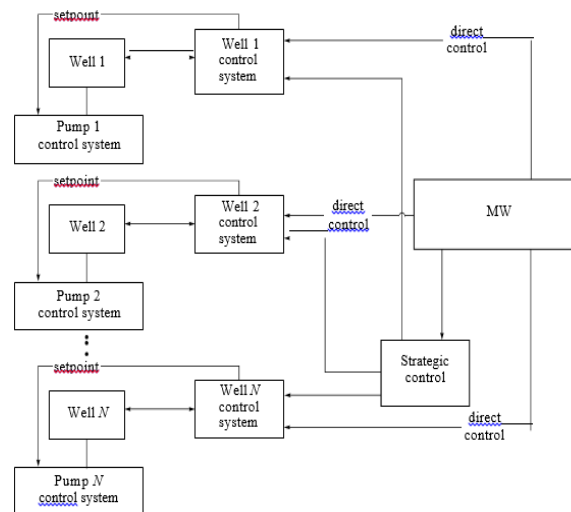 setpoint
Well 1
Well 1
control
system
direct
control
Pump 1
control system
setpoint
Well 2
Well 2
control
system
direct
control
MW
Pump 2
control system
setpoint
Well N
Well N
control
system
Strategic
control
direct
control
Pump N
control system